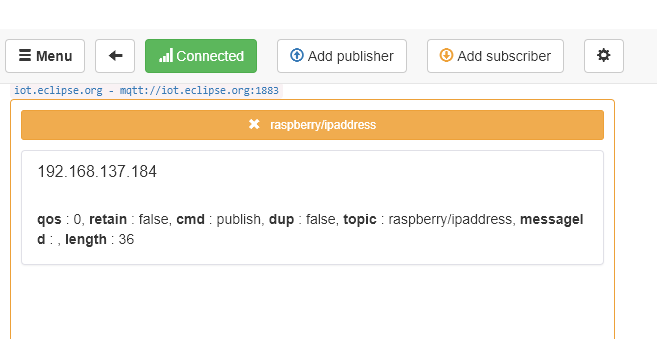 Menu Connected Add publisher Add subscriber
iot.eclipse.org - mqtt://iot.eclipse.org:1883
raspberry/ipaddress
192.168.137.184
qos : 0, retain : false, cmd : publish, dup : false, topic : raspberry/ipaddress, messageI
d : , length : 36